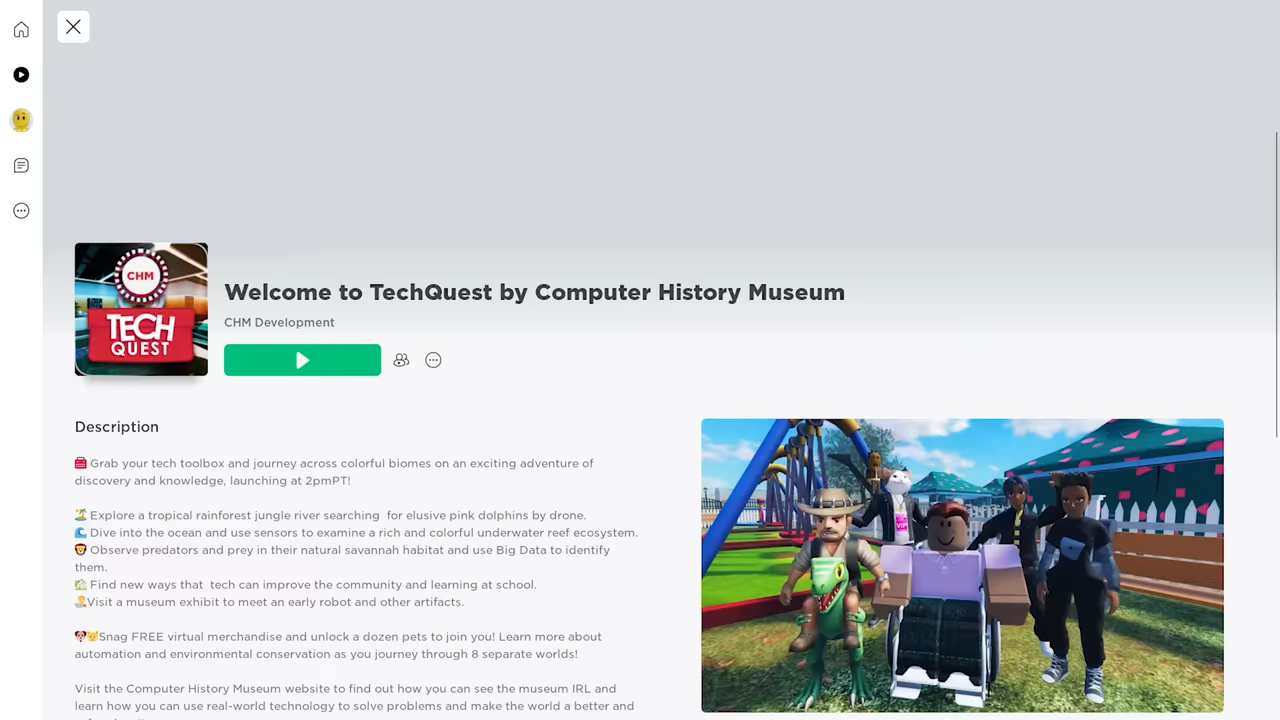 CHM
TECH
QUEST
Welcome to TechQuest by Computer History Museum
CHM Development
Description
🧰 Grab your tech toolbox and journey across colorful biomes on an exciting adventure of
discovery and knowledge, launching at 2pmPT!
🏝️ Explore a tropical rainforest jungle river searching  for elusive pink dolphins by drone.
🌊 Dive into the ocean and use sensors to examine a rich and colorful underwater reef ecosystem.
🦁 Observe predators and prey in their natural savannah habitat and use Big Data to identify
them.
🏡 Find new ways that  tech can improve the community and learning at school.
Visit a museum exhibit to meet an early robot and other artifacts.
🐶🐱Snag FREE virtual merchandise and unlock a dozen pets to join you! Learn more about
automation and environmental conservation as you journey through 8 separate worlds!
Visit the Computer History Museum website to find out how you can see the museum IRL and
learn how you can use real-world technology to solve problems and make the world a better and
VIP